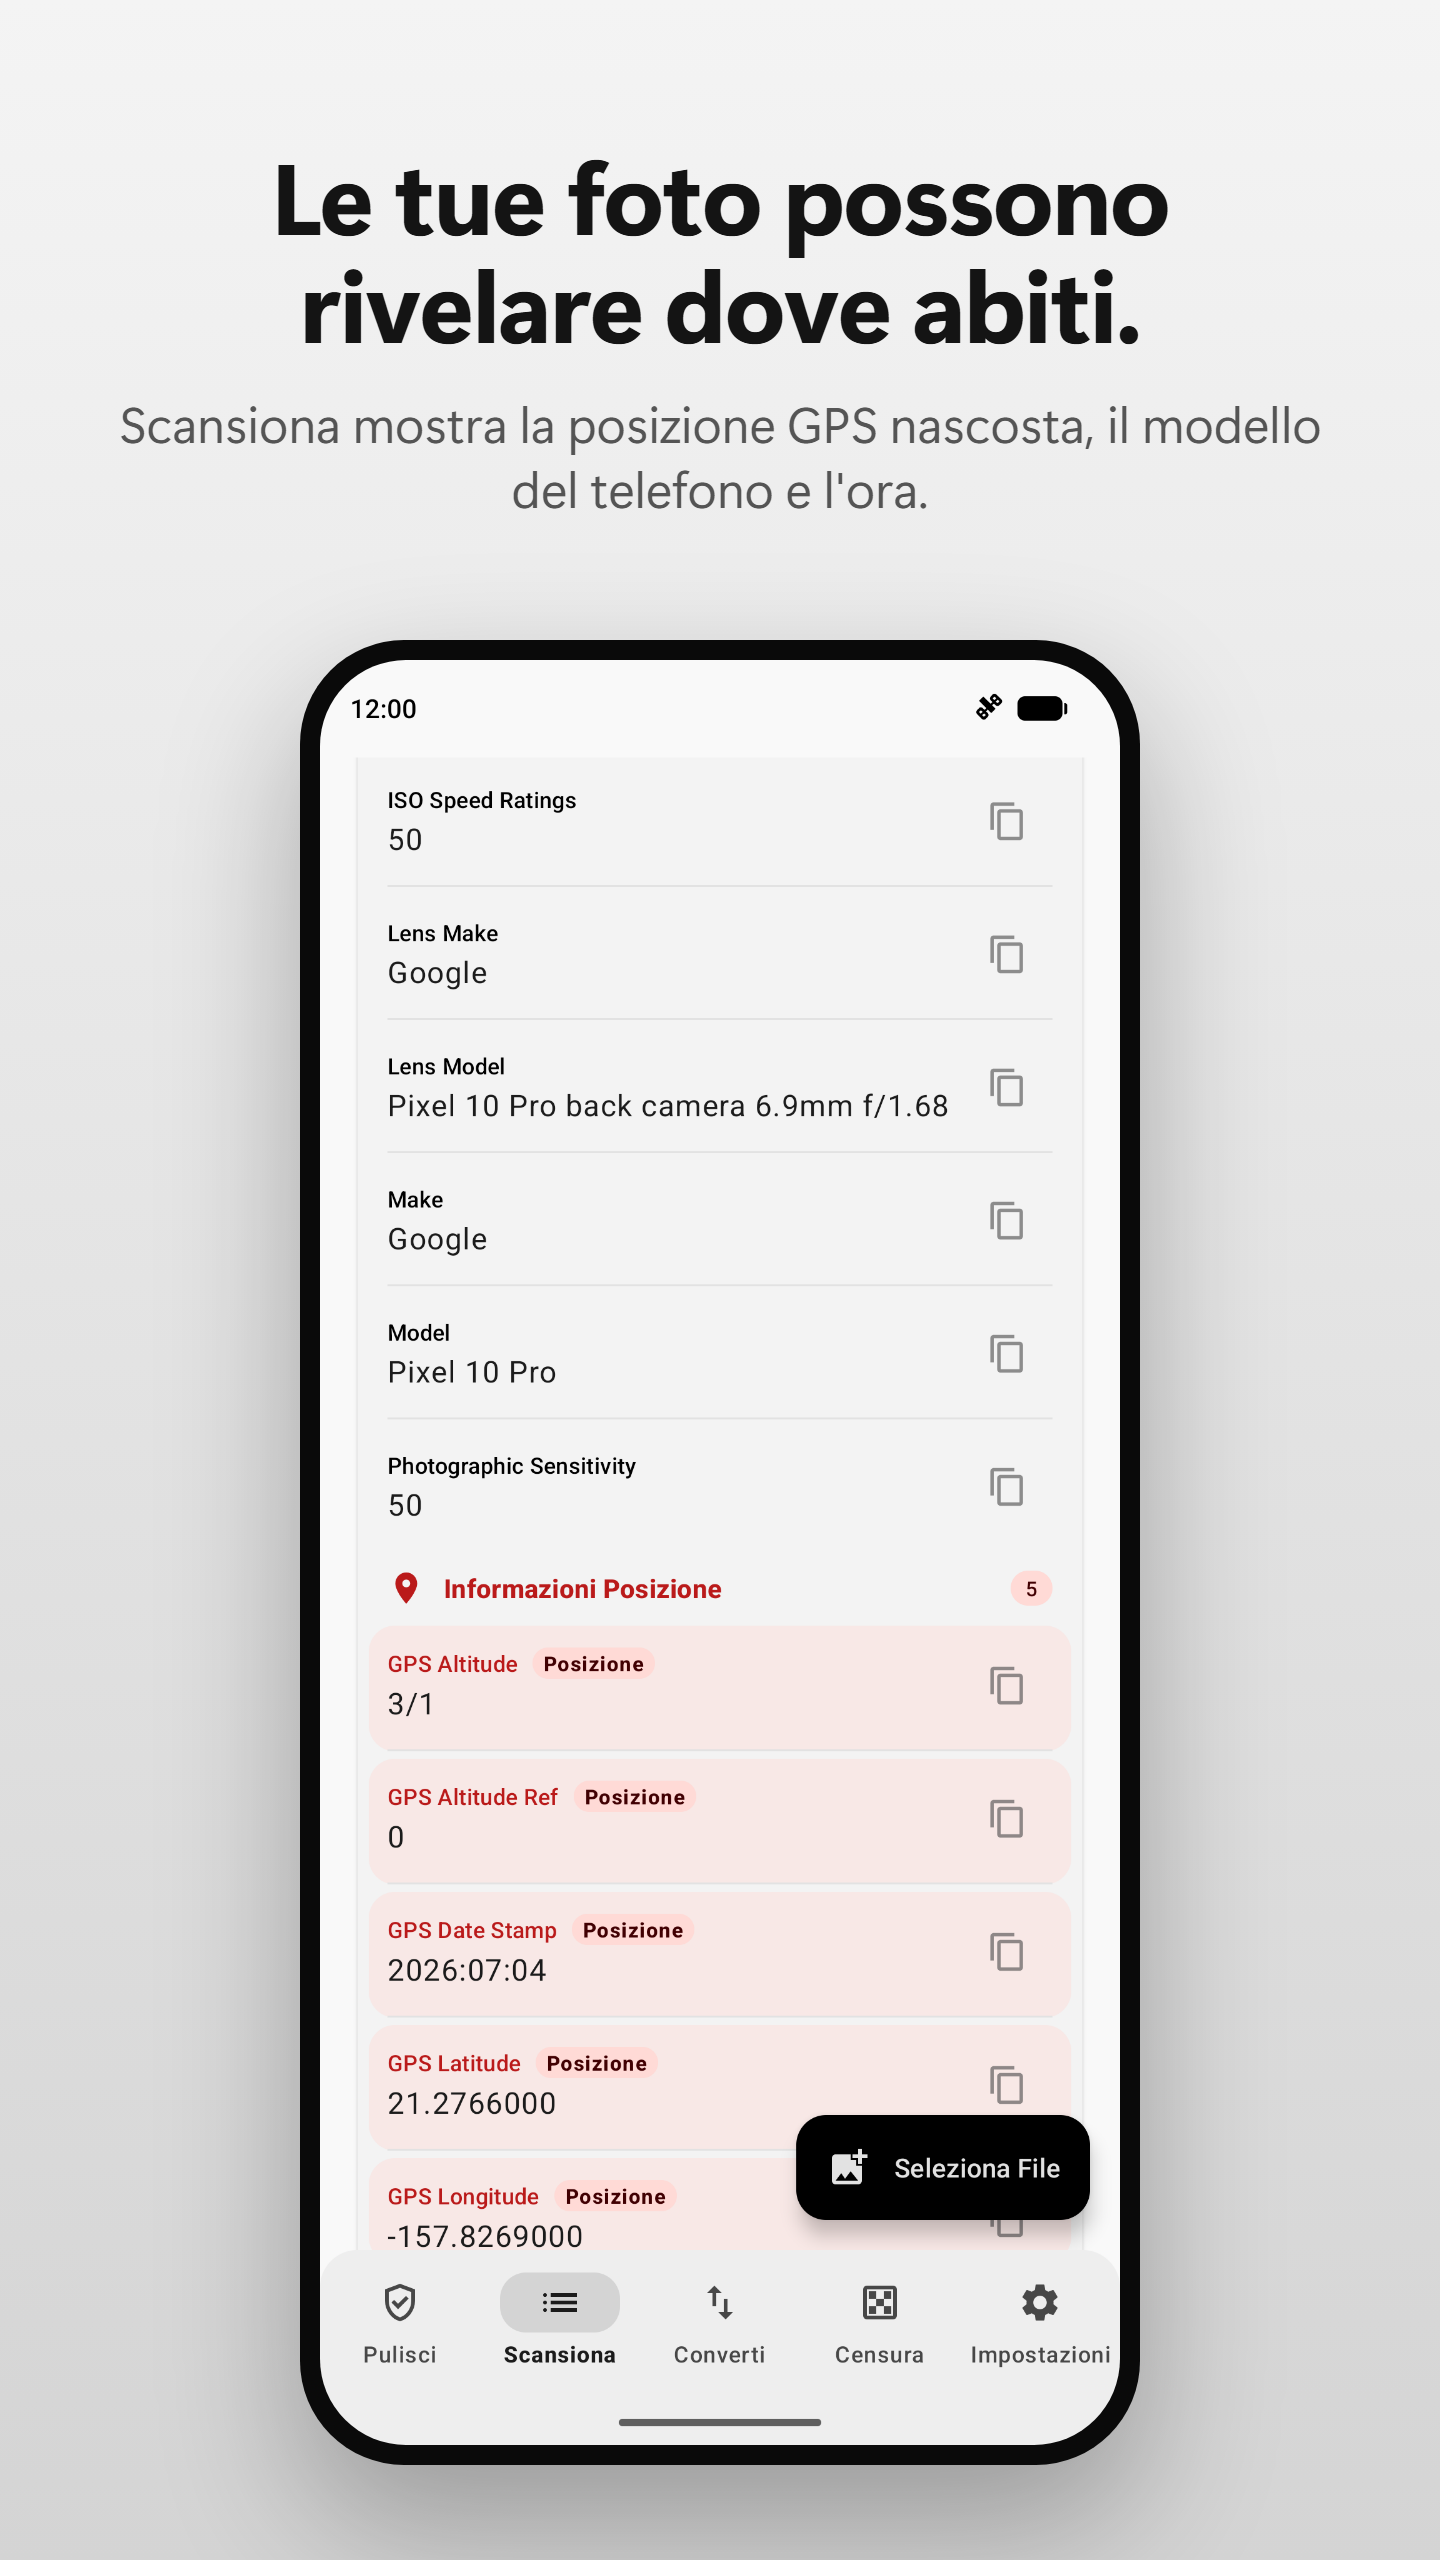 Le tue foto possono
rivelare dove abiti.
Scansiona mostra la posizione GPS nascosta, il modello
del telefono e l'ora.
12:00
ISO Speed Ratings
50
Lens Make
Google
Lens Model
Pixel 10 Pro back camera 6.9mm f/1.68
Make
Google
Model
Pixel 10 Pro
Photographic Sensitivity
50
Informazioni Posizione 5
GPS Altitude Posizione
3/1
GPS Altitude Ref Posizione
0
GPS Date Stamp Posizione
2026:07:04
GPS Latitude Posizione
21.2766000
Seleziona File
GPS Longitude Posizione
-157.8269000
Pulisci Scansiona Converti Censura Impostazioni